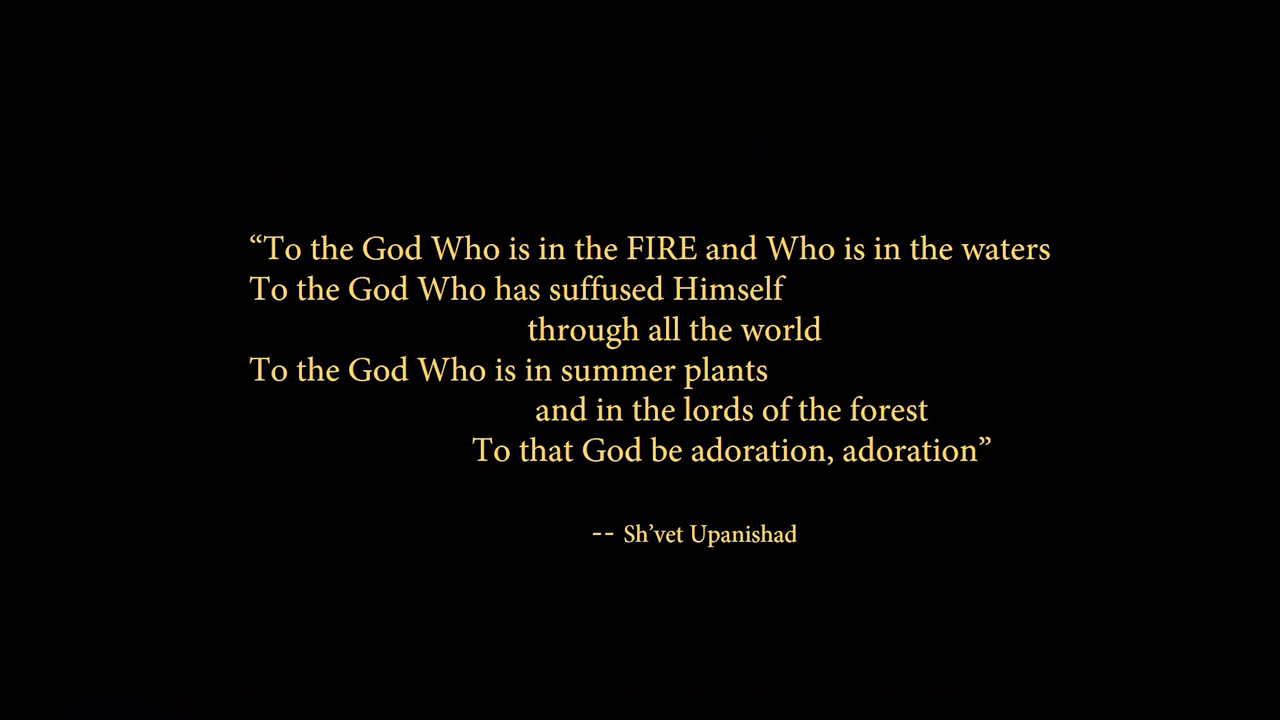 “To the God Who is in the FIRE and Who is in the waters
To the God Who has suffused Himself
through all the world
To the God Who is in summer plants
and in the lords of the forest
To that God be adoration, adoration”
-- Sh’vet Upanishad